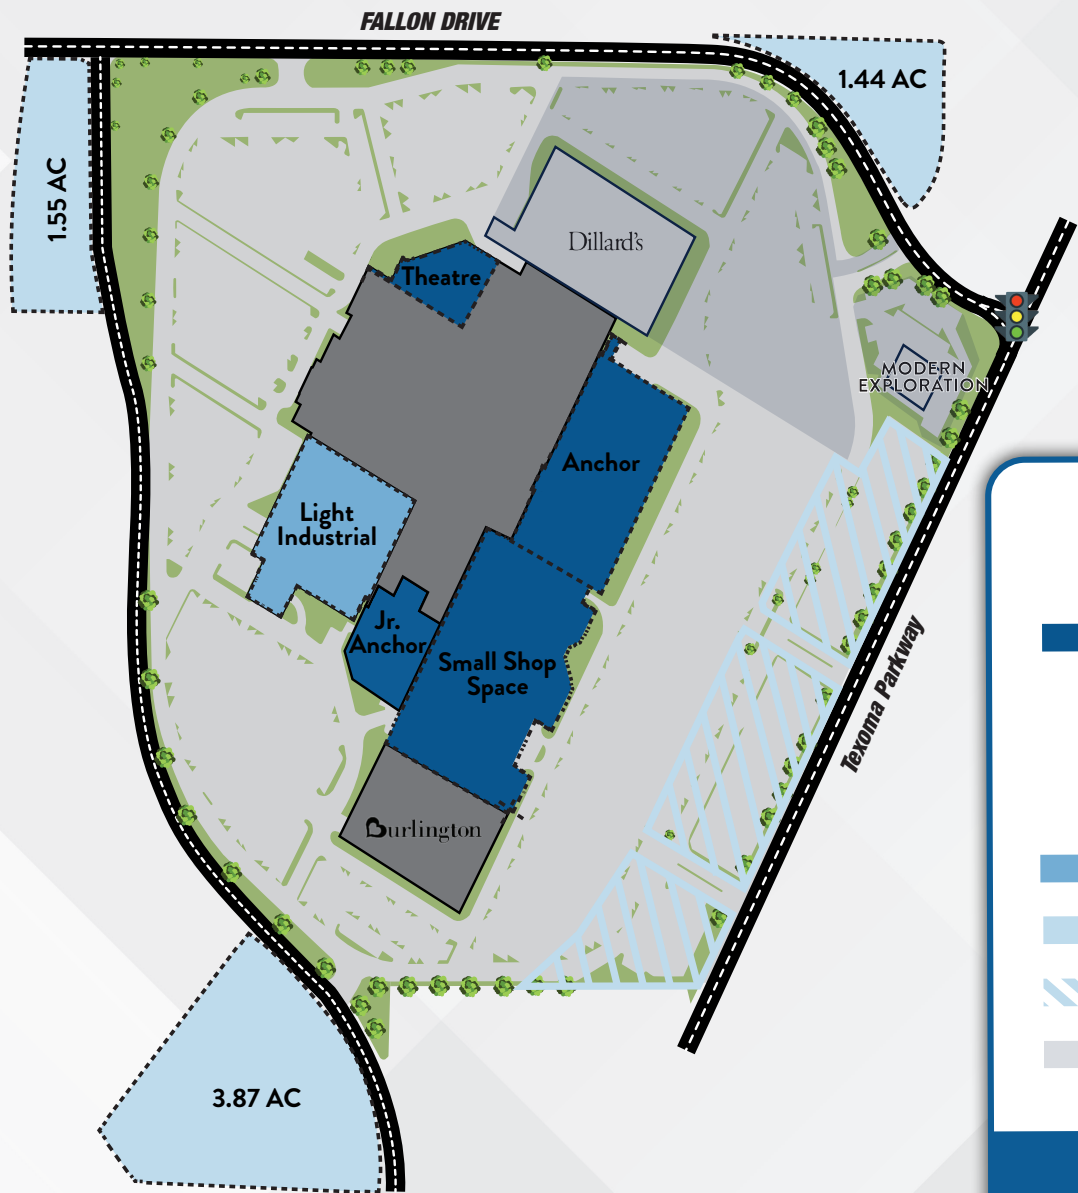 FALLON DRIVE
1.44 AC
1.55 AC
Dillard's
Theatre
MODERN
EXPLORATION
Anchor
Light
Industrial
Jr.
Anchor
Small Shop
Space
Texoma Parkway
Burlington
3.87 AC